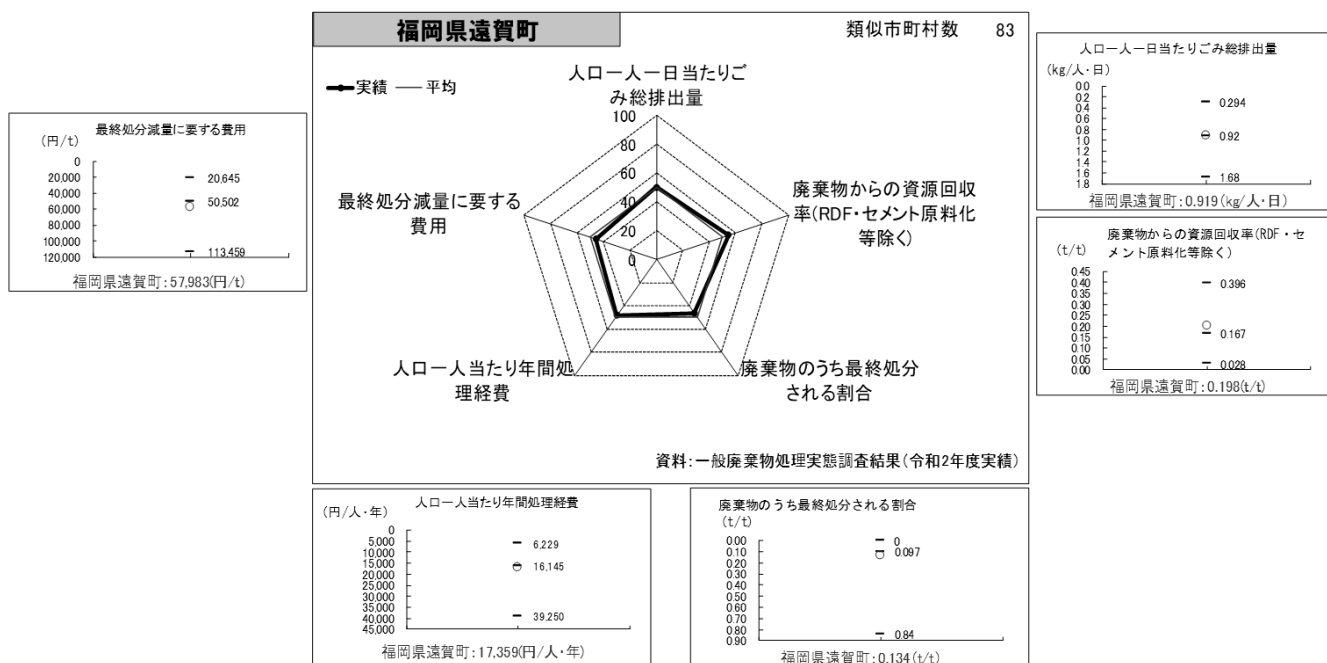 福岡県遠賀町
類似市町村数 83
実績 平均
人口一人一日当たりご
み総排出量
100
80
60
40
20
0
廃棄物からの資源回収
率(RDF・セメント原料化
等除く)
廃棄物のうち最終処分
される割合
人口一人当たり年間処
理経費
最終処分減量に要する
費用
資料:一般廃棄物処理実態調査結果(令和2年度実績)
最終処分減量に要する費用
(円/t)
0
20,000
40,000
60,000
80,000
100,000
120,000
20,645
50,502
113,459
福岡県遠賀町:57,983(円/t)
人口一人一日当たりごみ総排出量
(kg/人・日)
0.0
0.2
0.4
0.6
0.8
1.0
1.2
1.4
1.6
1.8
0.294
0.92
1.68
福岡県遠賀町:0.919(kg/人・日)
廃棄物からの資源回収率(RDF・セ
メント原料化等除く)
(t/t)
0.45
0.40
0.35
0.30
0.25
0.20
0.15
0.10
0.05
0.00
0.396
0.167
0.028
福岡県遠賀町:0.198(t/t)
人口一人当たり年間処理経費
(円/人・年)
0
5,000
10,000
15,000
20,000
25,000
30,000
35,000
40,000
45,000
6,229
16,145
39,250
福岡県遠賀町:17,359(円/人・年)
廃棄物のうち最終処分される割合
(t/t)
0.00
0.10
0.20
0.30
0.40
0.50
0.60
0.70
0.80
0.90
0
0.097
0.84
福岡県遠賀町:0.134(t/t)